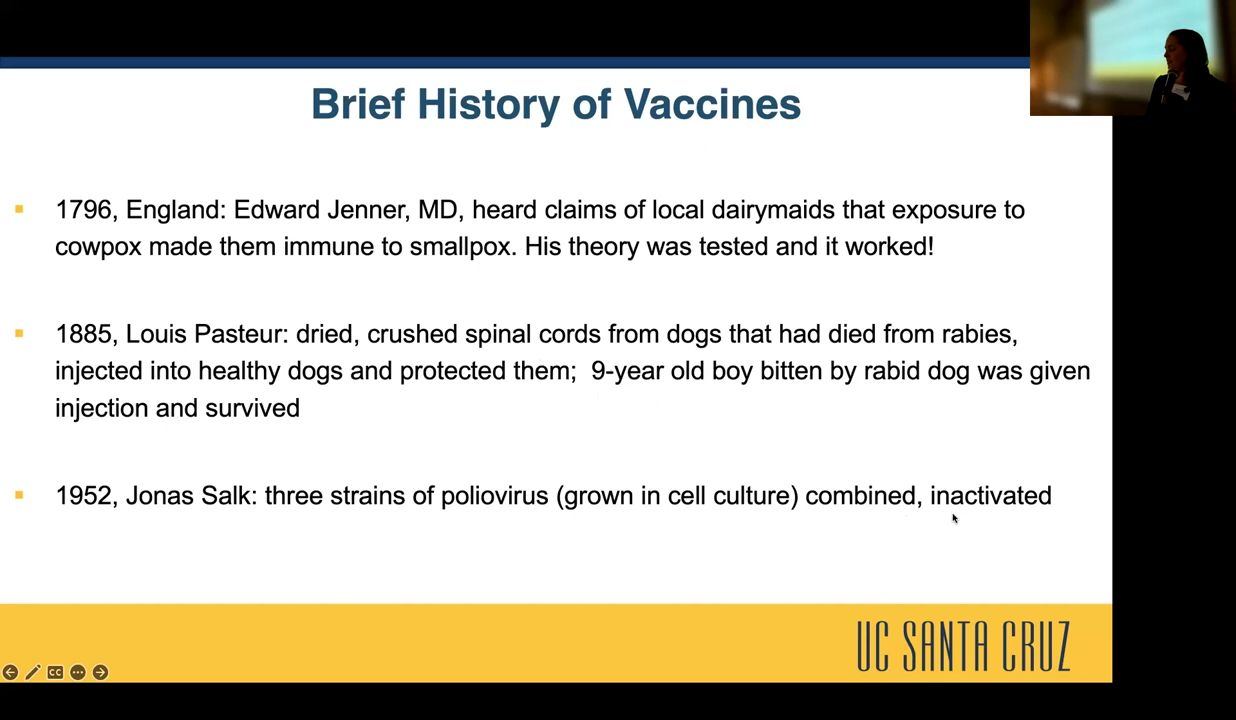 Brief History of Vaccines
▪ 1796, England: Edward Jenner, MD, heard claims of local dairymaids that exposure to
cowpox made them immune to smallpox. His theory was tested and it worked!
▪ 1885, Louis Pasteur: dried, crushed spinal cords from dogs that had died from rabies,
injected into healthy dogs and protected them;  9-year old boy bitten by rabid dog was given
injection and survived
▪ 1952, Jonas Salk: three strains of poliovirus (grown in cell culture) combined, inactivated
UC SANTA CRUZ
CC